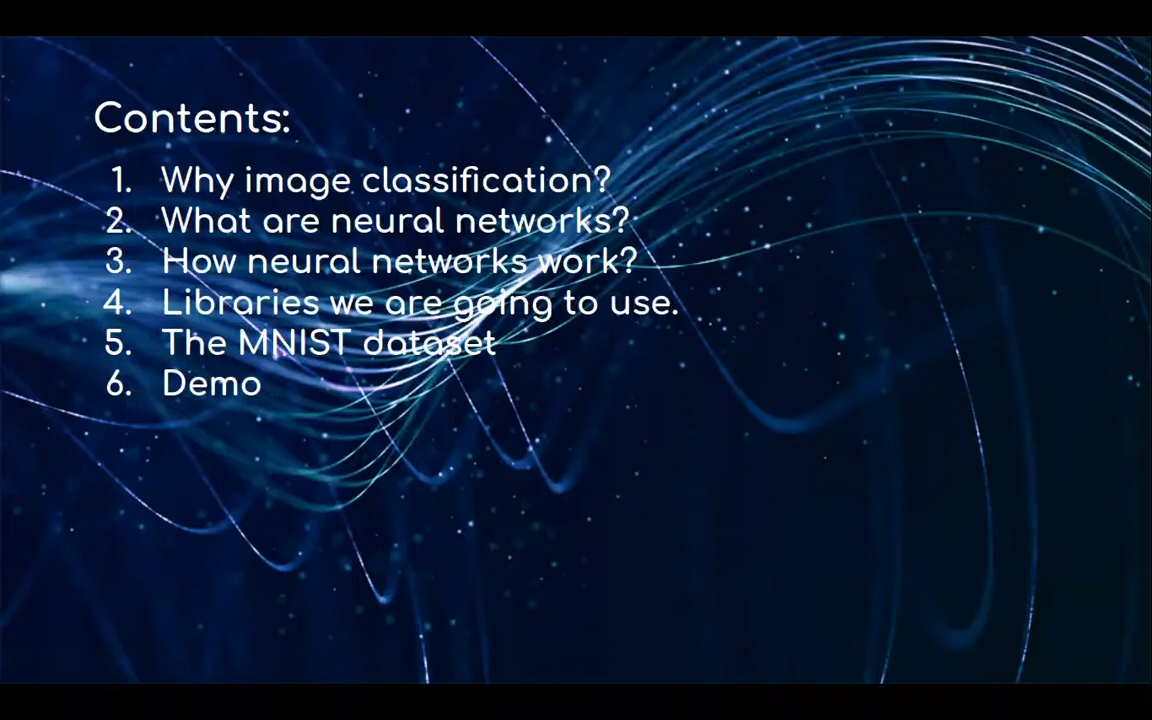 Contents:
1. Why image classification?
2. What are neural networks?
3. How neural networks work?
4. Libraries we are going to use.
5. The MNIST dataset
6. Demo